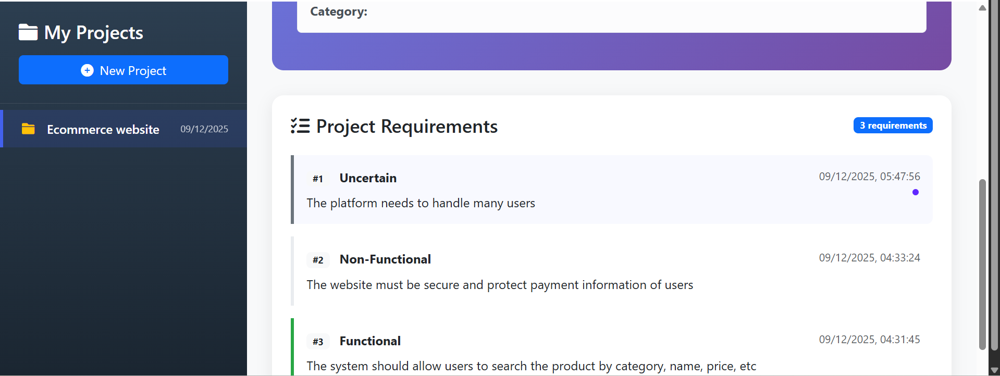 My Projects
New Project
Ecommerce website 09/12/2025
Category:
Project Requirements
3 requirements
#1 Uncertain 09/12/2025, 05:47:56
The platform needs to handle many users
#2 Non-Functional 09/12/2025, 04:33:24
The website must be secure and protect payment information of users
#3 Functional 09/12/2025, 04:31:45
The system should allow users to search the product by category, name, price, etc